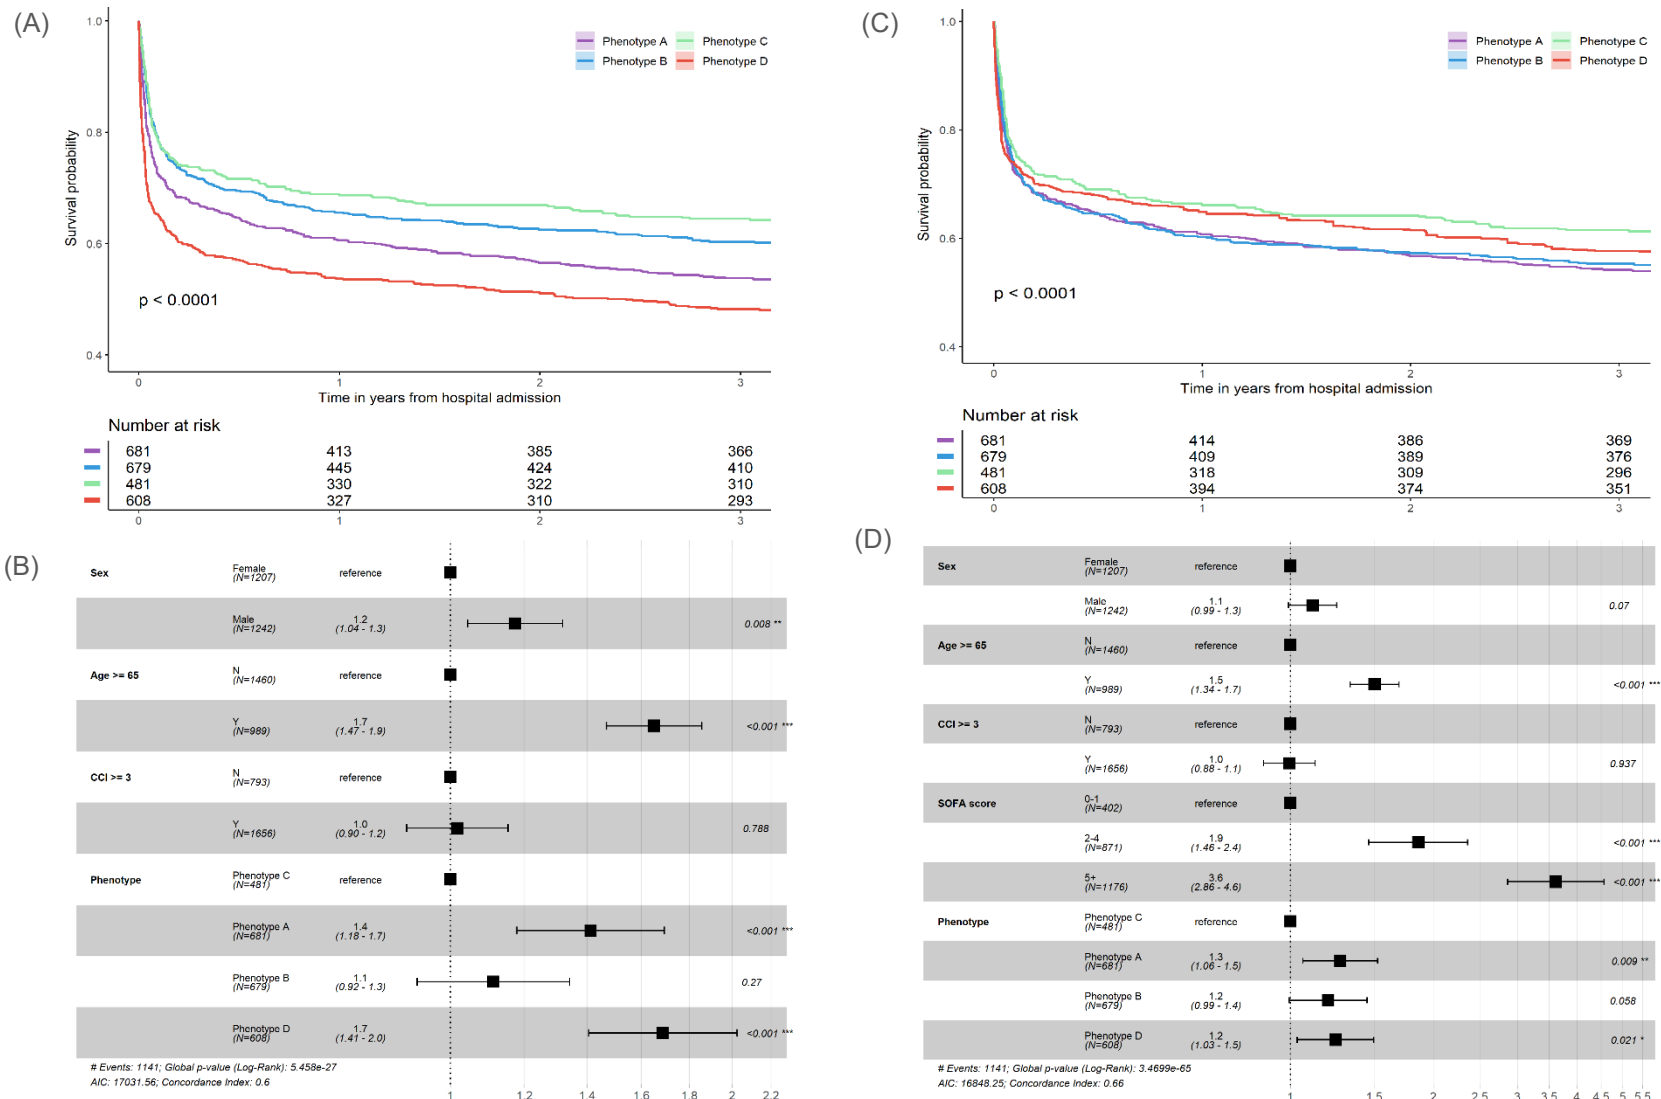 (A)
1.0
0.8
0.6
0.4
Survival probability
Phenotype A
Phenotype C
Phenotype B
Phenotype D
p < 0.0001
0 1 2 3
Time in years from hospital admission
Number at risk
681 413 385 366
679 445 424 410
481 330 322 310
608 327 310 293
0 1 2 3
(C)
1.0
0.8
0.6
0.4
Survival probability
Phenotype A
Phenotype C
Phenotype B
Phenotype D
p < 0.0001
0 1 2 3
Time in years from hospital admission
Number at risk
681 414 386 369
679 409 389 376
481 318 309 296
608 394 374 351
0 1 2 3
(B)
Sex Female reference
(N=1207)
Male 1.2
(N=1242) (1.04 - 1.3) 0.008 **
Age >= 65 N reference
(N=1460)
Y 1.7
(N=989) (1.47 - 1.9) <0.001 ***
CCI >= 3 N reference
(N=793)
Y 1.0
(N=1656) (0.90 - 1.2) 0.788
Phenotype Phenotype C reference
(N=481)
Phenotype A 1.4
(N=681) (1.18 - 1.7) <0.001 ***
Phenotype B 1.1
(N=679) (0.92 - 1.3) 0.27
Phenotype D 1.7
(N=608) (1.41 - 2.0) <0.001 ***
# Events: 1141; Global p-value (Log-Rank): 5.458e-27
AIC: 17031.56; Concordance Index: 0.6
1 1.2 1.4 1.6 1.8 2 2.2
(D)
Sex Female reference
(N=1207)
Male 1.1
(N=1242) (0.99 - 1.3) 0.07
Age >= 65 N reference
(N=1460)
Y 1.5
(N=989) (1.34 - 1.7) <0.001 ***
CCI >= 3 N reference
(N=793)
Y 1.0
(N=1656) (0.88 - 1.1) 0.937
SOFA score 0-1 reference
(N=402)
2-4 1.9
(N=871) (1.46 - 2.4) <0.001 ***
5+ 3.6
(N=1176) (2.86 - 4.6) <0.001 ***
Phenotype Phenotype C reference
(N=481)
Phenotype A 1.3
(N=681) (1.06 - 1.5) 0.009 **
Phenotype B 1.2
(N=679) (0.99 - 1.4) 0.058
Phenotype D 1.2
(N=608) (1.03 - 1.5) 0.021 *
# Events: 1141; Global p-value (Log-Rank): 3.4699e-65
AIC: 16848.25; Concordance Index: 0.66
1 1.5 2 2.5 3 3.5 4 4.5 5 5.5